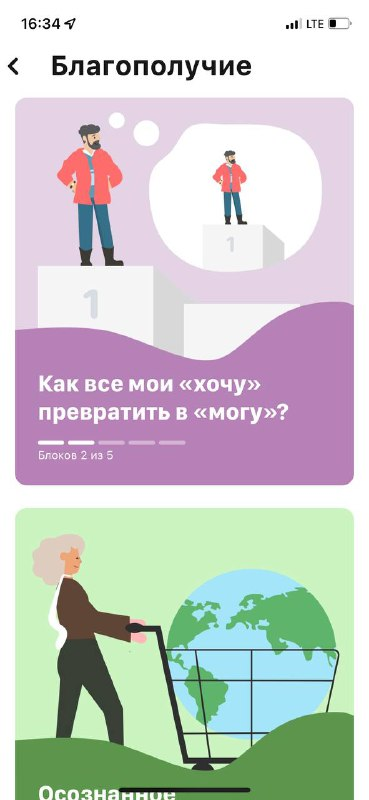 16:34 LTE
Благополучие
1
1
Как все мои «хочу»
превратить в «могу»?
Блоков 2 из 5
Осознанное